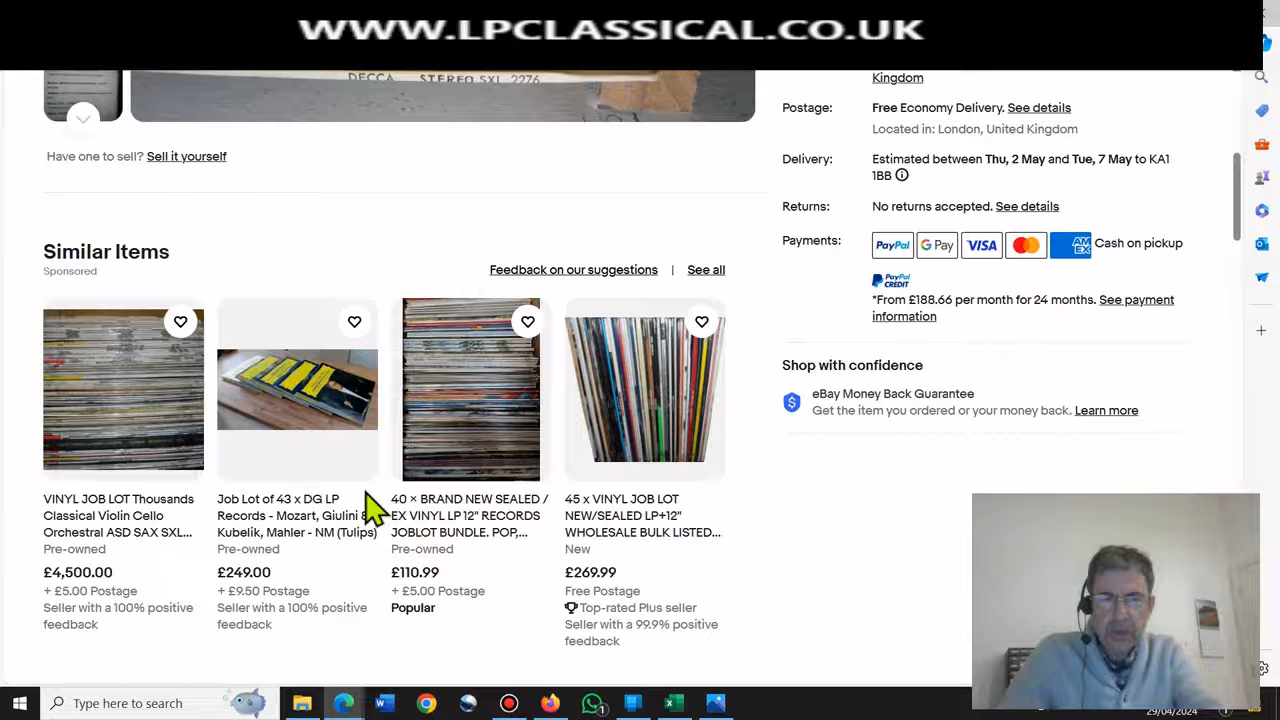 WWW.LPCLASSICAL.CO.UK
DECCA STEREO SXL 2276
Have one to sell? Sell it yourself
Kingdom
Postage: Free Economy Delivery. See details
Located in: London, United Kingdom
Delivery: Estimated between Thu, 2 May and Tue, 7 May to KA1
1BB
Returns: No returns accepted. See details
Payments: PayPal G Pay VISA AM EX Cash on pickup
PayPal
CREDIT
*From £188.66 per month for 24 months. See payment
information
Shop with confidence
eBay Money Back Guarantee
Get the item you ordered or your money back. Learn more
Similar Items
Sponsored
Feedback on our suggestions | See all
VINYL JOB LOT Thousands
Classical Violin Cello
Orchestral ASD SAX SXL...
Pre-owned
£4,500.00
+ £5.00 Postage
Seller with a 100% positive
feedback
Job Lot of 43 x DG LP
Records - Mozart, Giulini &
Kubelik, Mahler - NM (Tulips)
Pre-owned
£249.00
+ £9.50 Postage
Seller with a 100% positive
feedback
40 × BRAND NEW SEALED /
EX VINYL LP 12" RECORDS
JOBLOT BUNDLE. POP,...
Pre-owned
£110.99
+ £5.00 Postage
Popular
45 x VINYL JOB LOT
NEW/SEALED LP+12"
WHOLESALE BULK LISTED...
New
£269.99
Free Postage
Top-rated Plus seller
Seller with a 99.9% positive
feedback
Type here to search
29/04/2024